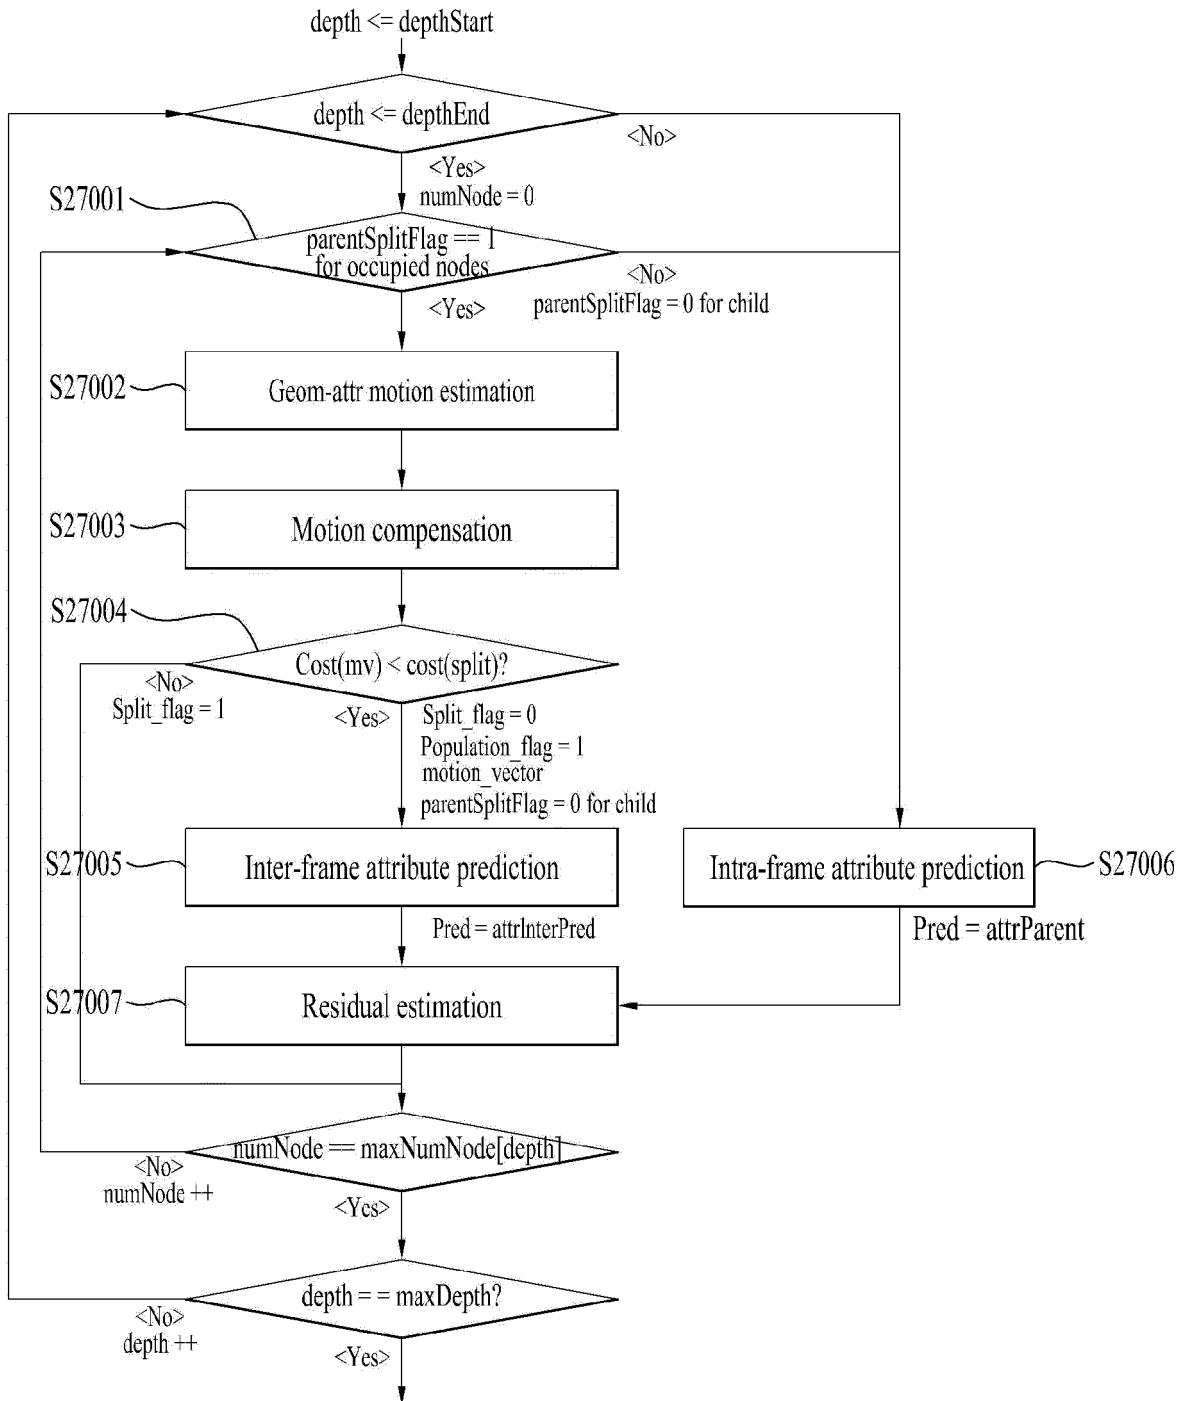 depth <= depthStart
depth <= depthEnd
<No>
<Yes>
numNode = 0
S27001
parentSplitFlag == 1
for occupied nodes
<No>
parentSplitFlag = 0 for child
<Yes>
S27002
Geom-attr motion estimation
S27003
Motion compensation
S27004
Cost(mv) < cost(split)?
<No>
Split_flag = 1
<Yes>
Split_flag = 0
Population_flag = 1
motion_vector
parentSplitFlag = 0 for child
S27005
Inter-frame attribute prediction
Intra-frame attribute prediction
S27006
Pred = attrInterPred
Pred = attrParent
S27007
Residual estimation
numNode == maxNumNode[depth]
<No>
numNode ++
<Yes>
depth = = maxDepth?
<No>
depth ++
<Yes>